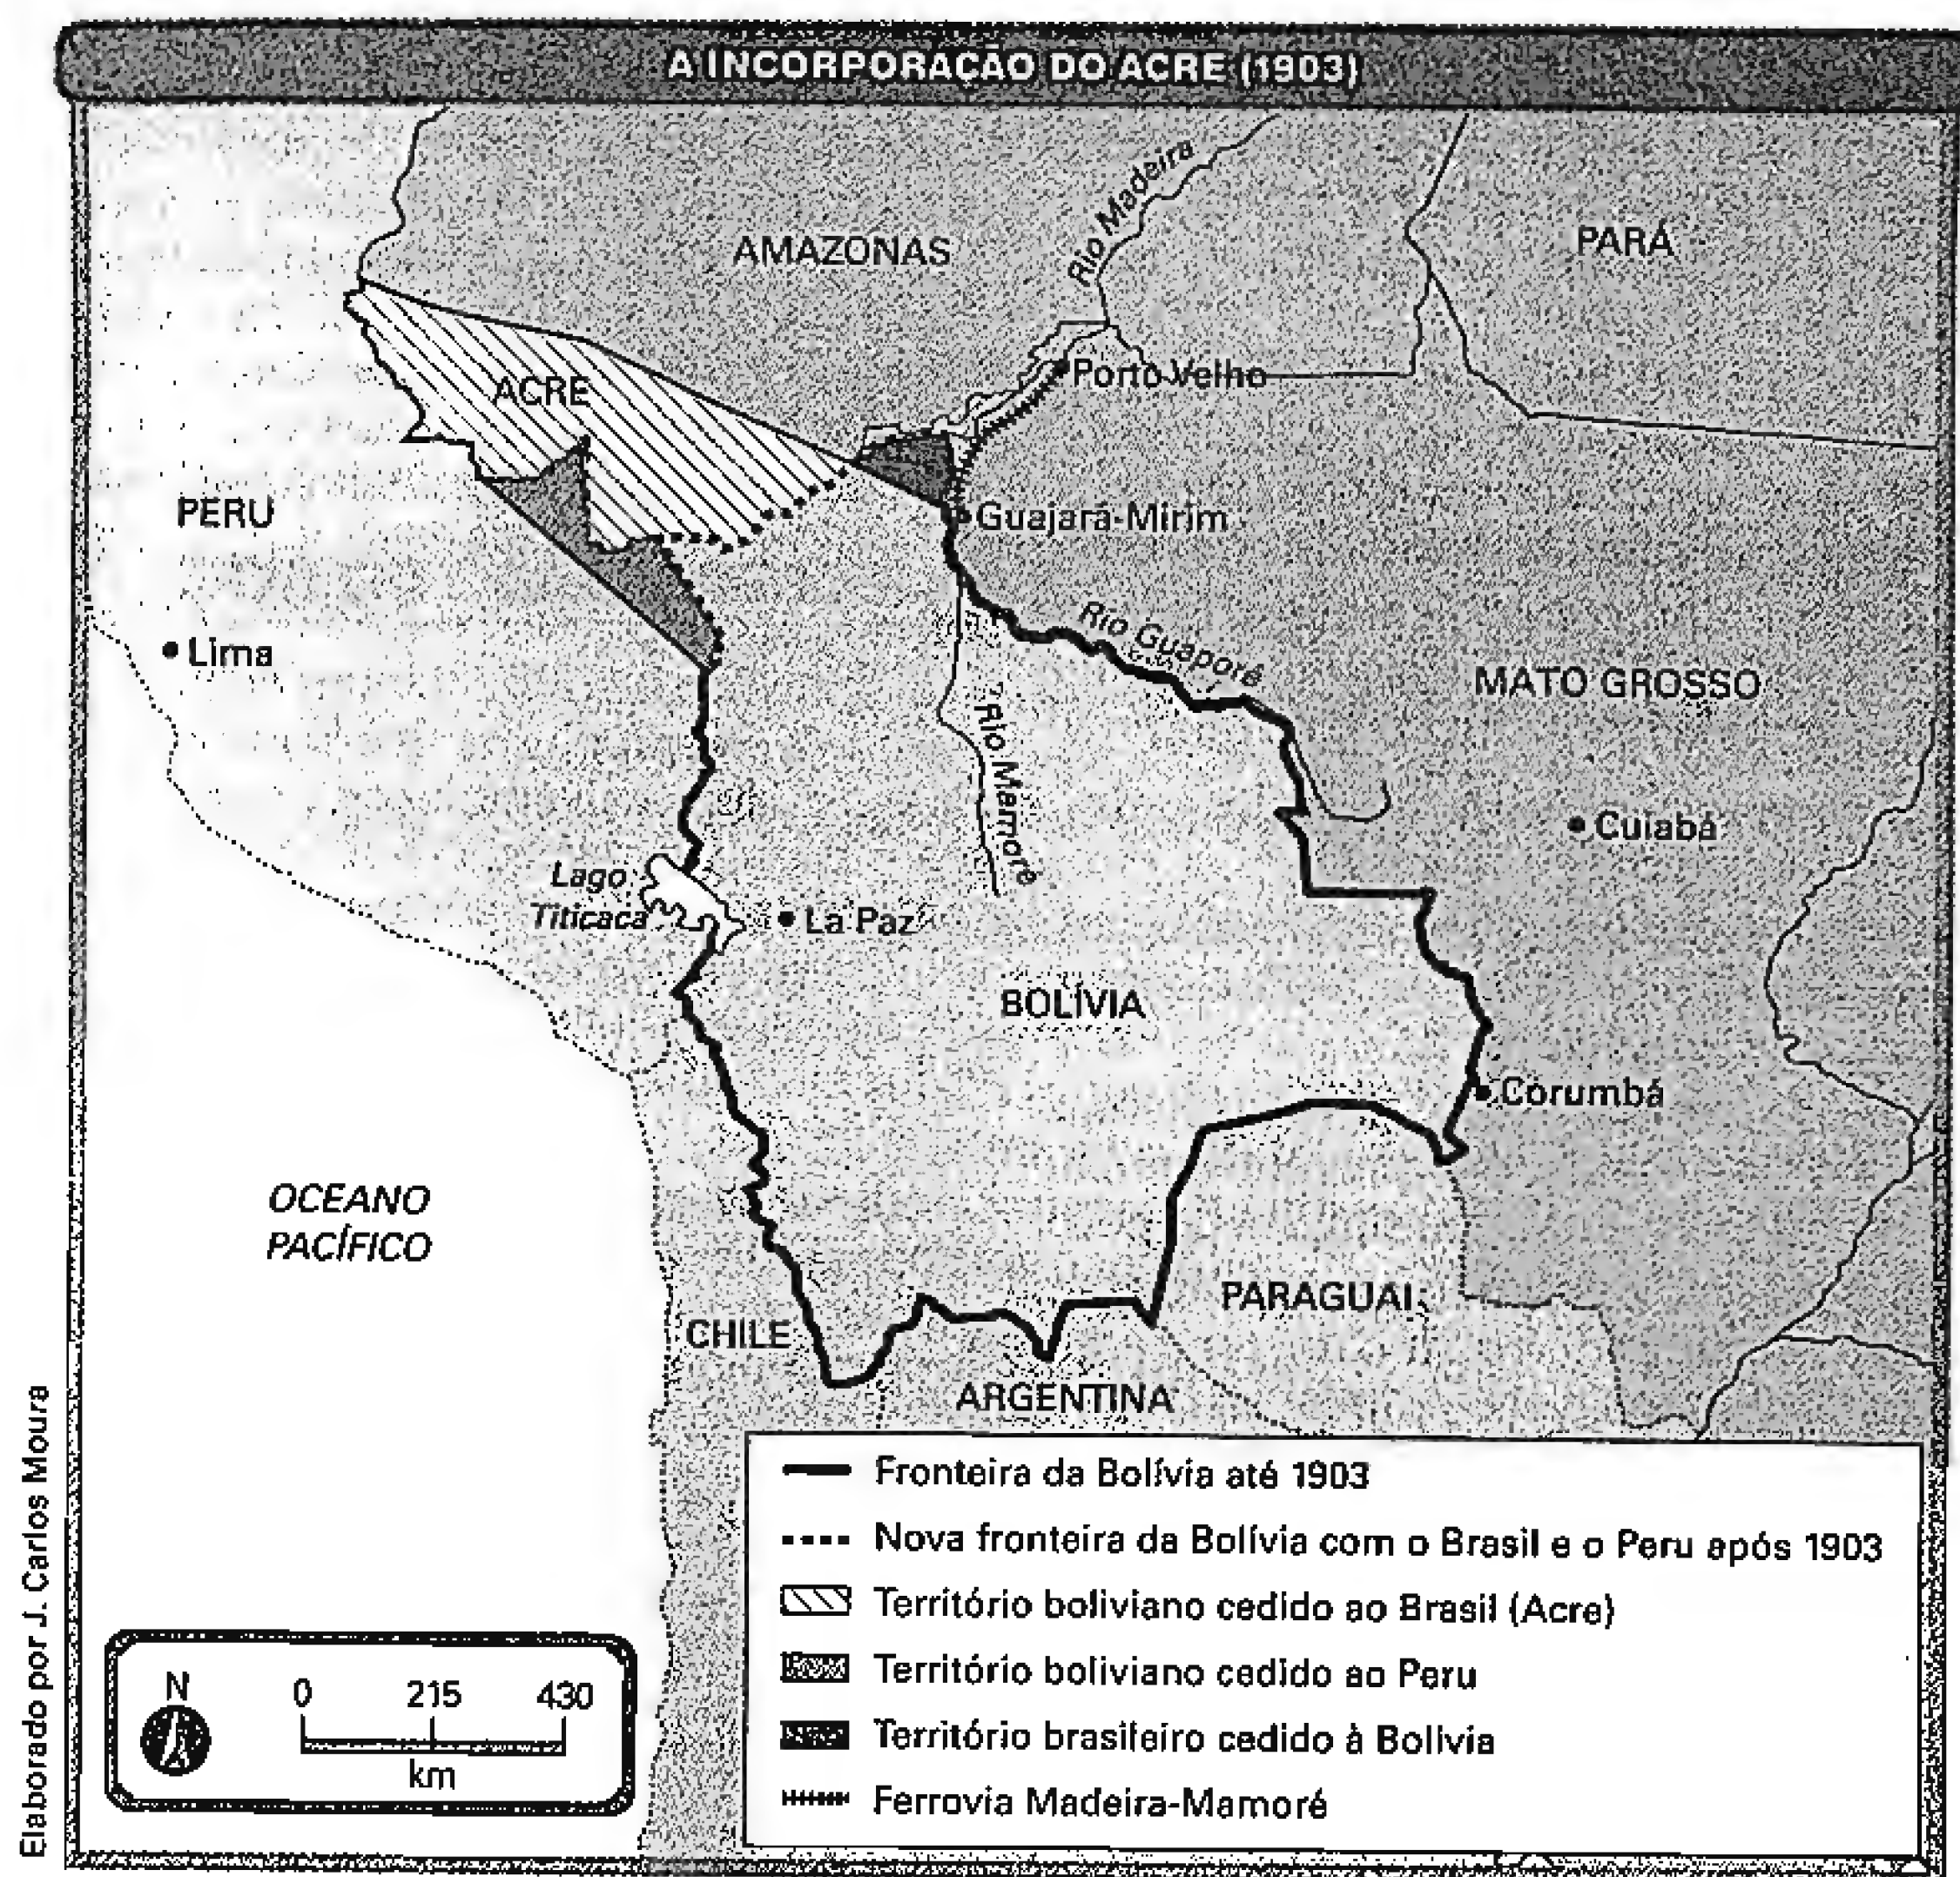 A INCORPORAÇÃO DO ACRE (1903)
Rio Madeira
AMAZONAS
PARÁ
Porto Velho
ACRE
PERU
Guajará-Mirim
Lima
Rio Guaporé
MATO GROSSO
Rio Mamoré
Cuiabá
Lago
Titicaca
La Paz
BOLÍVIA
Corumbá
OCEANO
PACÍFICO
PARAGUAI
CHILE
ARGENTINA
Fronteira da Bolívia até 1903
Nova fronteira da Bolívia com o Brasil e o Peru após 1903
Território boliviano cedido ao Brasil (Acre)
Território boliviano cedido ao Peru
Território brasileiro cedido à Bolívia
Ferrovia Madeira-Mamoré
N
0 215 430
km
Elaborado por J. Carlos Moura